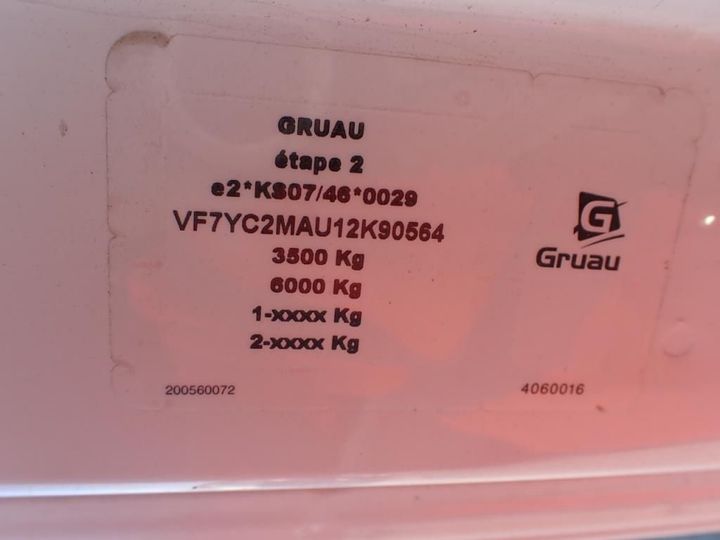 GRUAU
étape 2
e2*KS07/46*0029
VF7YC2MAU12K90564
3500 Kg
6000 Kg
1-xxxx Kg
2-xxxx Kg
G
Gruau
200560072
4060016